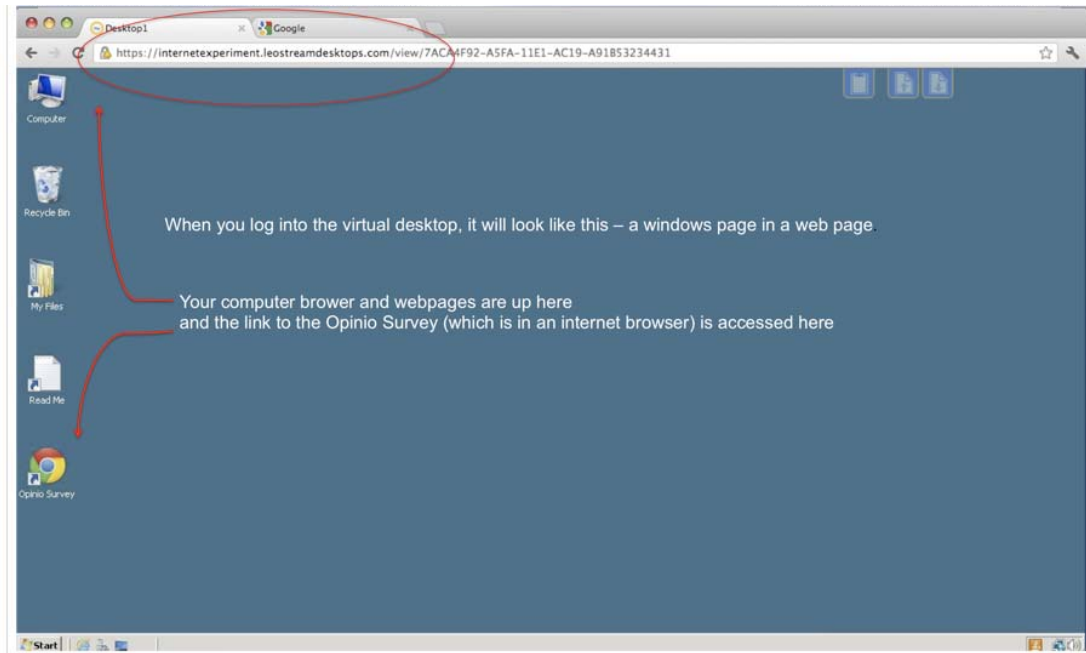 Desktop1
Google
https://internetexperiment.leostreamdesktops.com/view/7ACA4F92-A5FA-11E1-AC19-A91B53234431
Computer
Recycle Bin
When you log into the virtual desktop, it will look like this – a windows page in a web page.
My Files
Your computer brower and webpages are up here
and the link to the Opinio Survey (which is in an internet browser) is accessed here
Read Me
Opinio Survey
Start